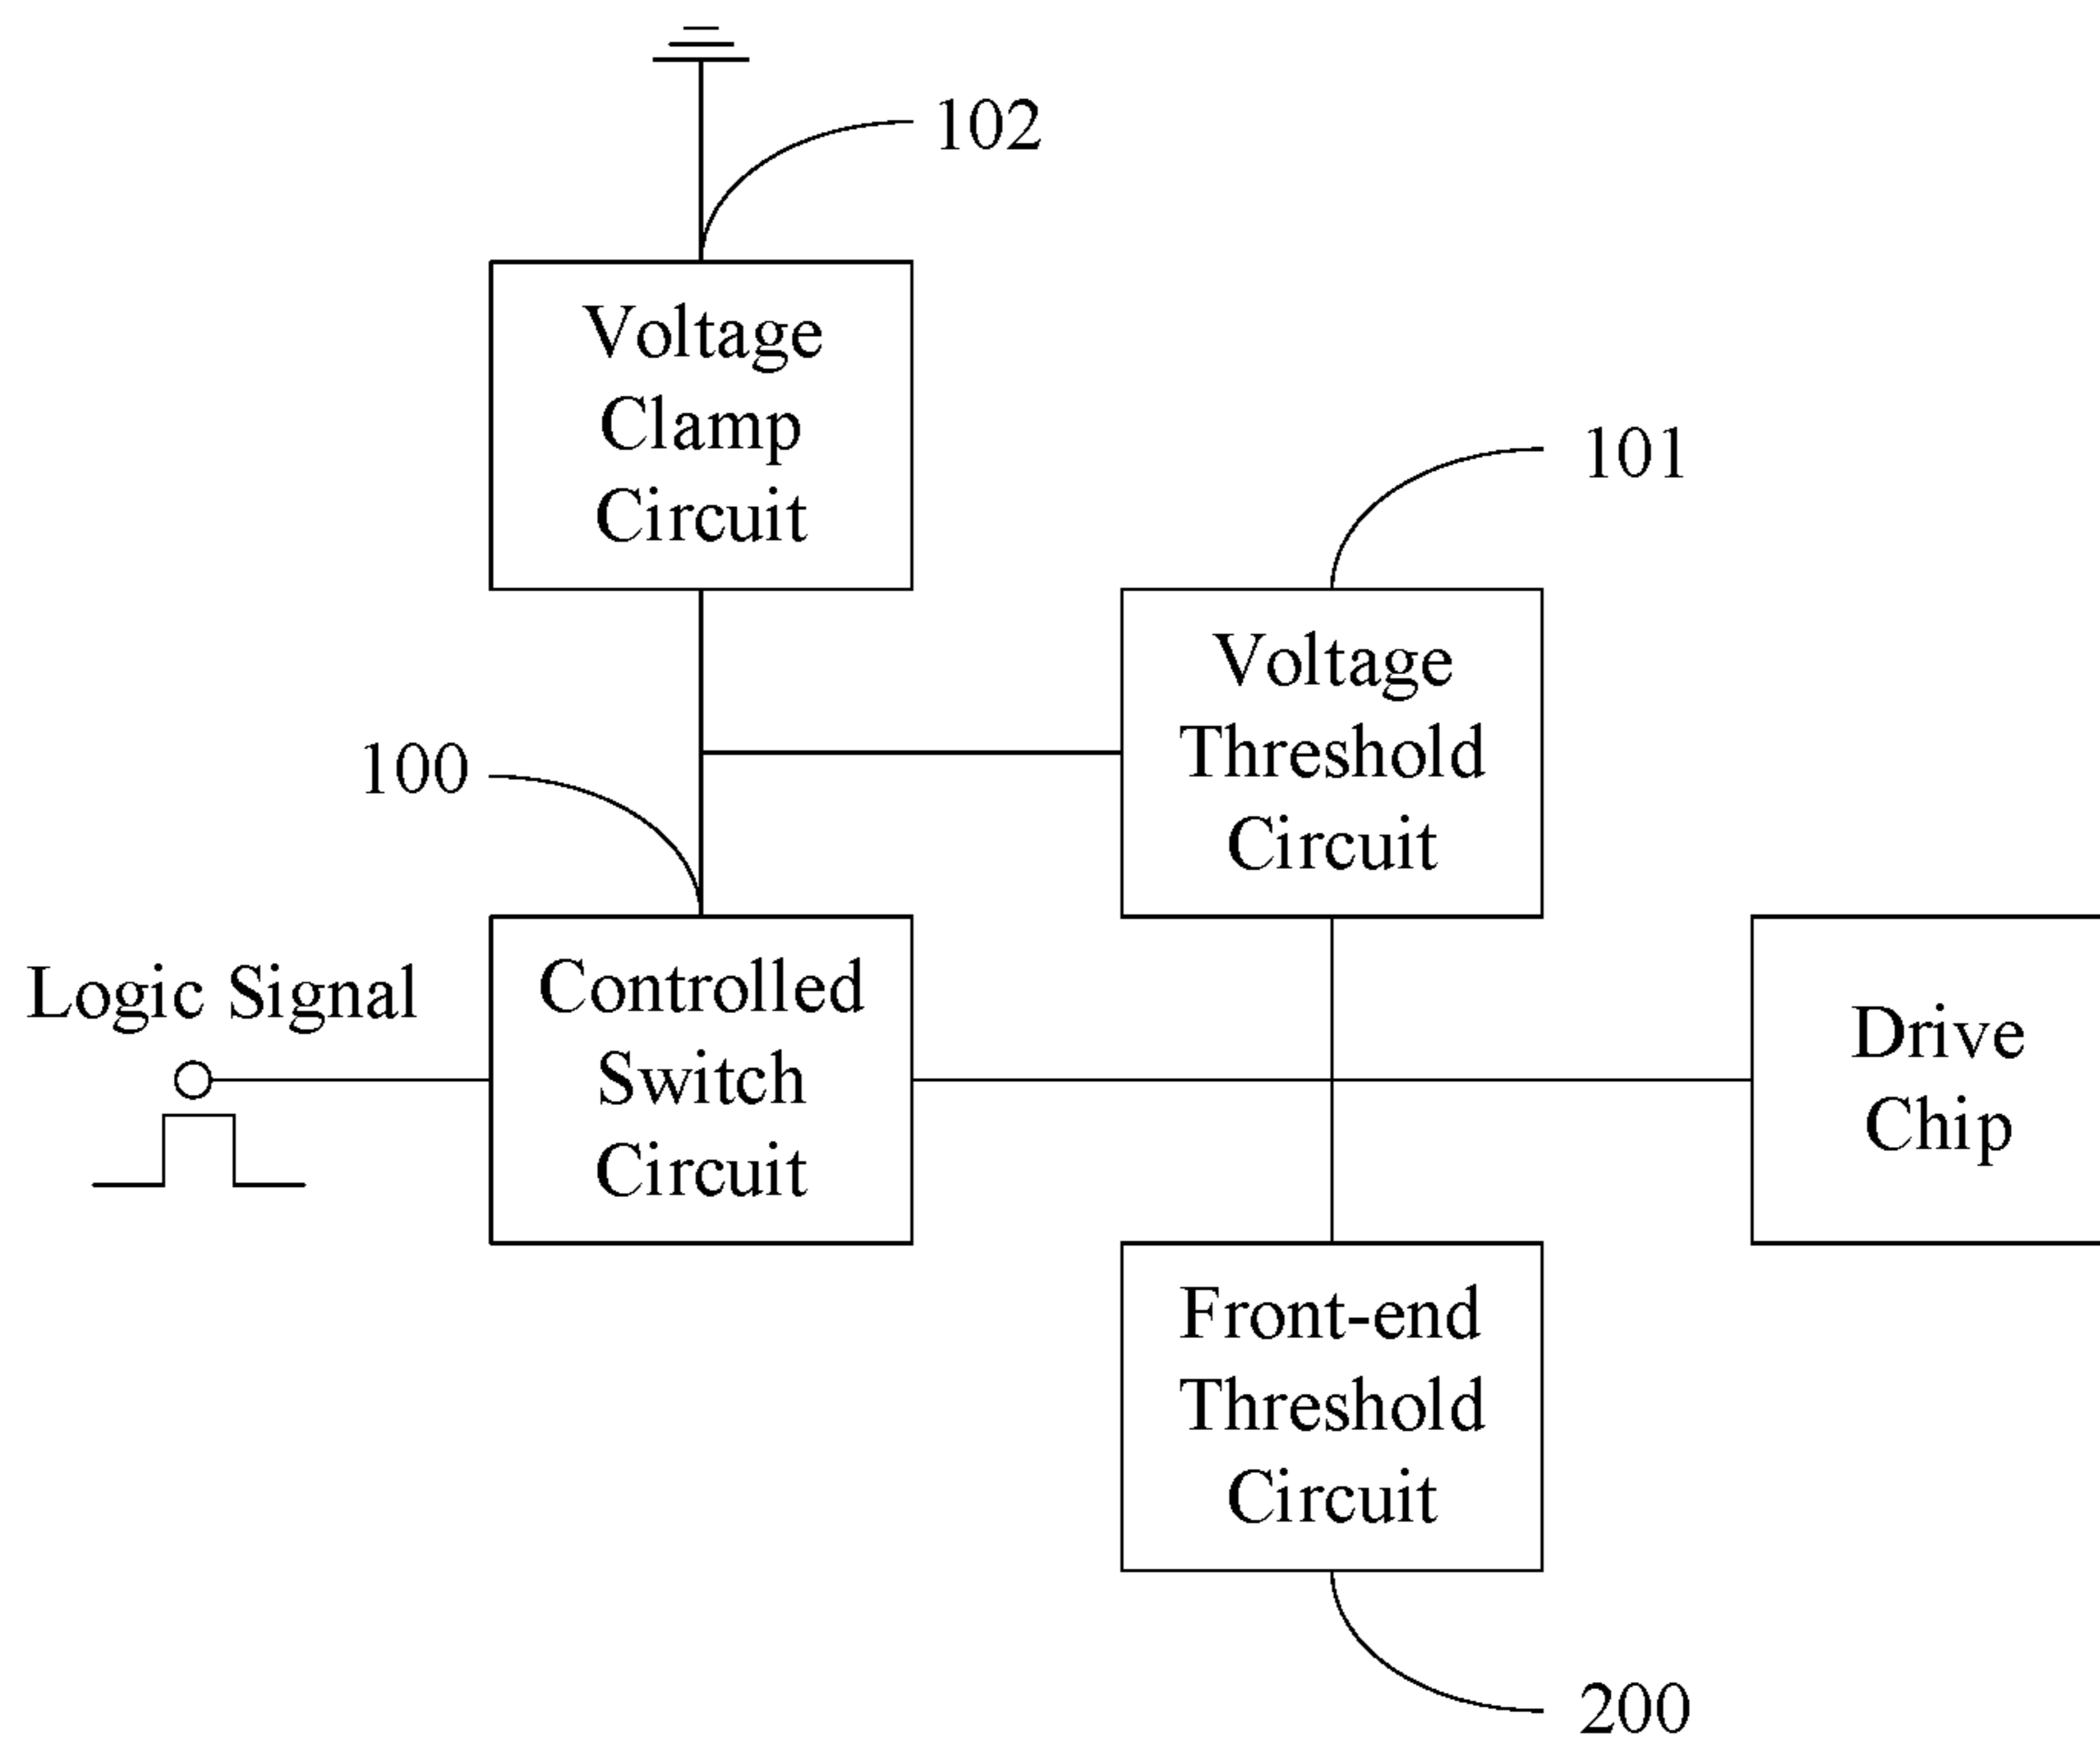 102
Voltage
Clamp
Circuit
101
Voltage
Threshold
Circuit
100
Logic Signal
Controlled
Switch
Circuit
Drive
Chip
Front-end
Threshold
Circuit
200